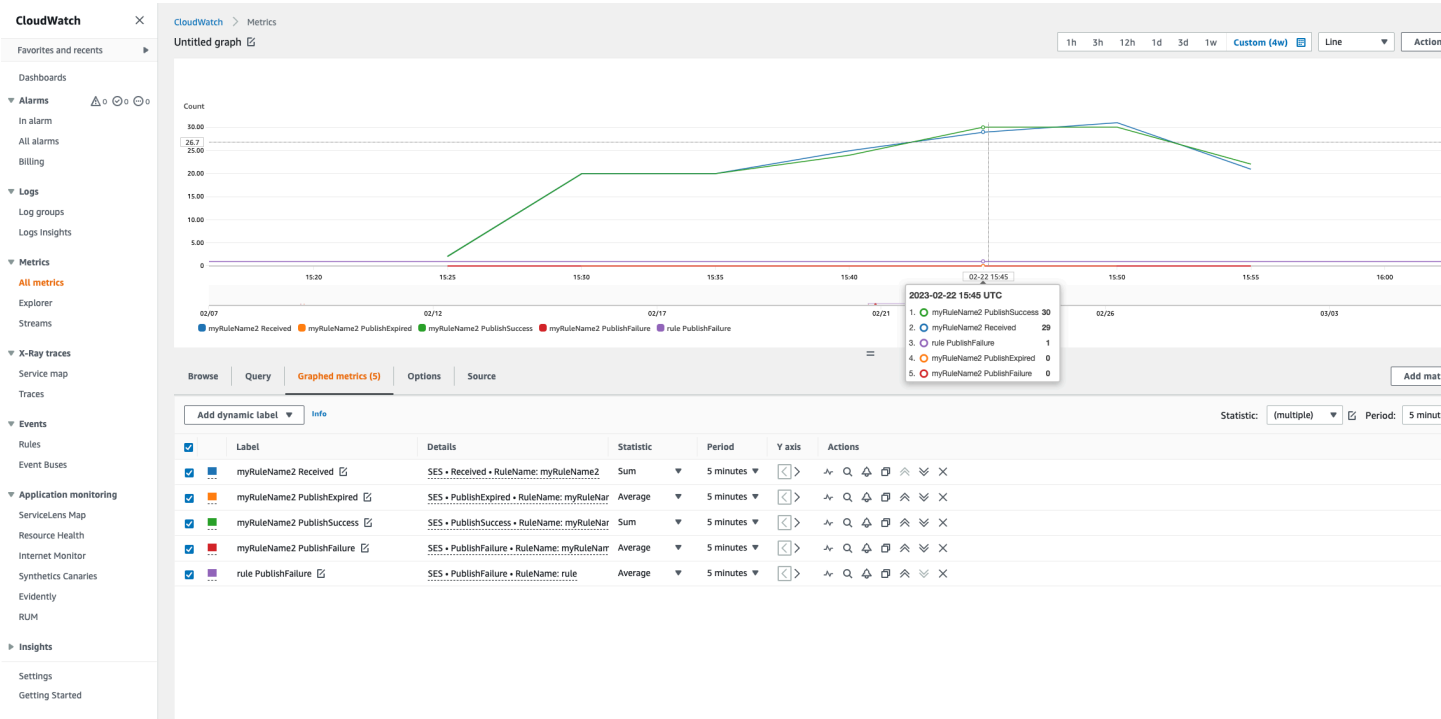 CloudWatch
Favorites and recents
Dashboards
Alarms 0 0 0
In alarm
All alarms
Billing
Logs
Log groups
Logs Insights
Metrics
All metrics
Explorer
Streams
X-Ray traces
Service map
Traces
Events
Rules
Event Buses
Application monitoring
ServiceLens Map
Resource Health
Internet Monitor
Synthetics Canaries
Evidently
RUM
Insights
Settings
Getting Started
CloudWatch > Metrics
Untitled graph
1h 3h 12h 1d 3d 1w Custom (4w) Line Action
Count
30.00
26.7
25.00
20.00
15.00
10.00
5.00
0
15:20 15:25 15:30 15:35 15:40 02-22 15:45 15:50 15:55 16:00
2023-02-22 15:45 UTC
1. myRuleName2 PublishSuccess 30
2. myRuleName2 Received 29
3. rule PublishFailure 1
4. myRuleName2 PublishExpired 0
5. myRuleName2 PublishFailure 0
02/07 02/12 02/17 02/21 02/26 03/03
myRuleName2 Received myRuleName2 PublishExpired myRuleName2 PublishSuccess myRuleName2 PublishFailure rule PublishFailure
Browse Query Graphed metrics (5) Options Source Add mat
Add dynamic label Info Statistic: (multiple) Period: 5 minut
Label Details Statistic Period Y axis Actions
myRuleName2 Received SES • Received • RuleName: myRuleName2 Sum 5 minutes
myRuleName2 PublishExpired SES • PublishExpired • RuleName: myRuleNar Average 5 minutes
myRuleName2 PublishSuccess SES • PublishSuccess • RuleName: myRuleNar Sum 5 minutes
myRuleName2 PublishFailure SES • PublishFailure • RuleName: myRuleNam Average 5 minutes
rule PublishFailure SES • PublishFailure • RuleName: rule Average 5 minutes